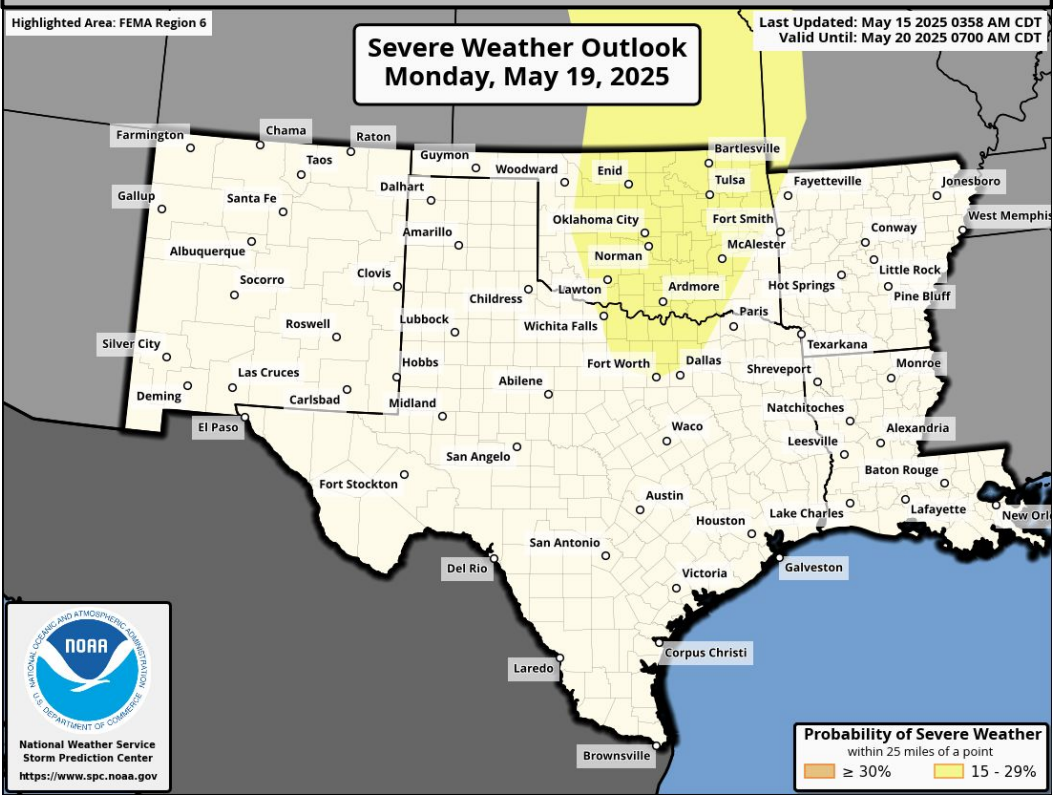 Highlighted Area: FEMA Region 6
Last Updated: May 15 2025 0358 AM CDT
Valid Until: May 20 2025 0700 AM CDT
Severe Weather Outlook
Monday, May 19, 2025
Farmington
Chama
Raton
Taos
Guymon
Woodward
Enid
Bartlesville
Tulsa
Fayetteville
Jonesboro
Gallup
Santa Fe
Dalhart
Oklahoma City
Fort Smith
West Memphis
Albuquerque
Amarillo
Norman
McAlester
Conway
Socorro
Clovis
Childress
Lawton
Ardmore
Hot Springs
Little Rock
Pine Bluff
Roswell
Lubbock
Wichita Falls
Paris
Texarkana
Silver City
Las Cruces
Hobbs
Abilene
Fort Worth
Dallas
Shreveport
Monroe
Deming
Carlsbad
Midland
Natchitoches
El Paso
San Angelo
Waco
Leesville
Alexandria
Fort Stockton
Baton Rouge
Austin
Houston
Lake Charles
Lafayette
New Orl
San Antonio
Del Rio
Galveston
Victoria
Laredo
Corpus Christi
Brownsville
NATIONAL OCEANIC AND ATMOSPHERIC ADMINISTRATION
NOAA
U.S. DEPARTMENT OF COMMERCE
National Weather Service
Storm Prediction Center
https://www.spc.noaa.gov
Probability of Severe Weather
within 25 miles of a point
≥ 30%
15 - 29%